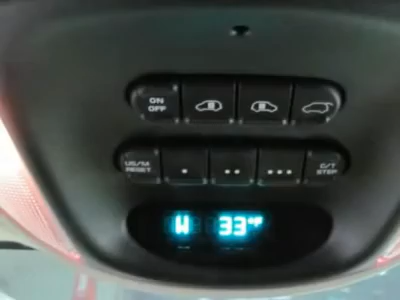 ON
OFF
US/M
RESET
C/T
STEP
W 33°F